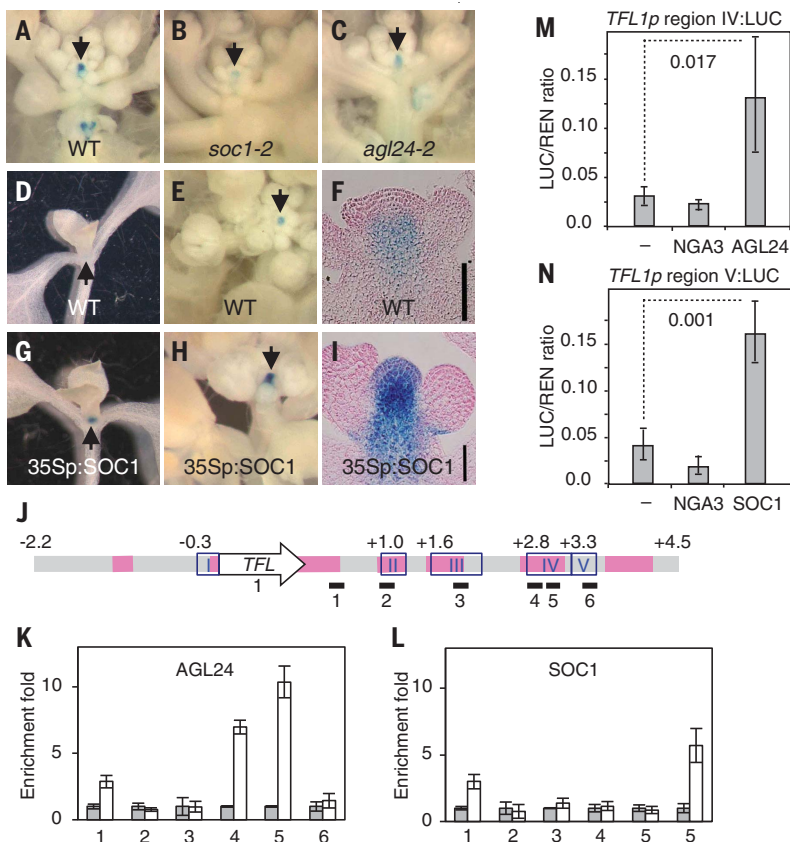 A
B
C
WT
soc1-2
agl24-2
D
E
F
WT
WT
WT
G
H
I
35Sp:SOC1
35Sp:SOC1
35Sp:SOC1
M
TFL1p region IV:LUC
LUC/REN ratio
0.15
0.10
0.05
0.0
0.017
– NGA3 AGL24
N
TFL1p region V:LUC
LUC/REN ratio
0.15
0.10
0.05
0.00
0.001
– NGA3 SOC1
J
-2.2 -0.3 +1.0 +1.6 +2.8 +3.3 +4.5
I TFL II III IV V
1
1 2 3 4 5 6
K
AGL24
Enrichment fold
10
5
0
1 2 3 4 5 6
L
SOC1
Enrichment fold
10
5
0
1 2 3 4 5 5